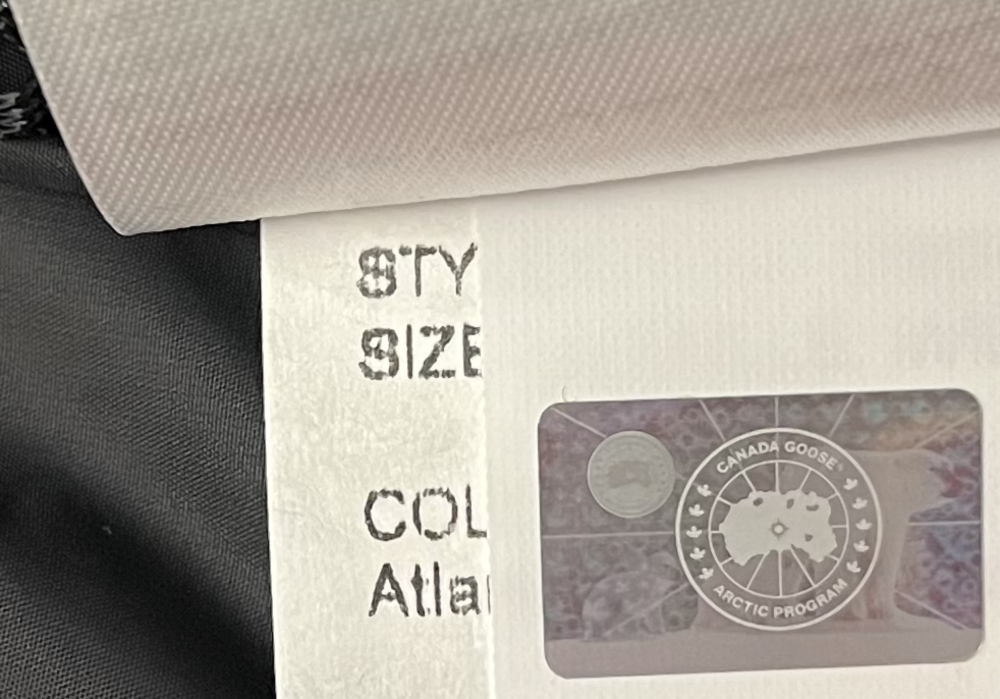 STY
SIZE
COL
Atla
CANADA GOOSE
ARCTIC PROGRAM